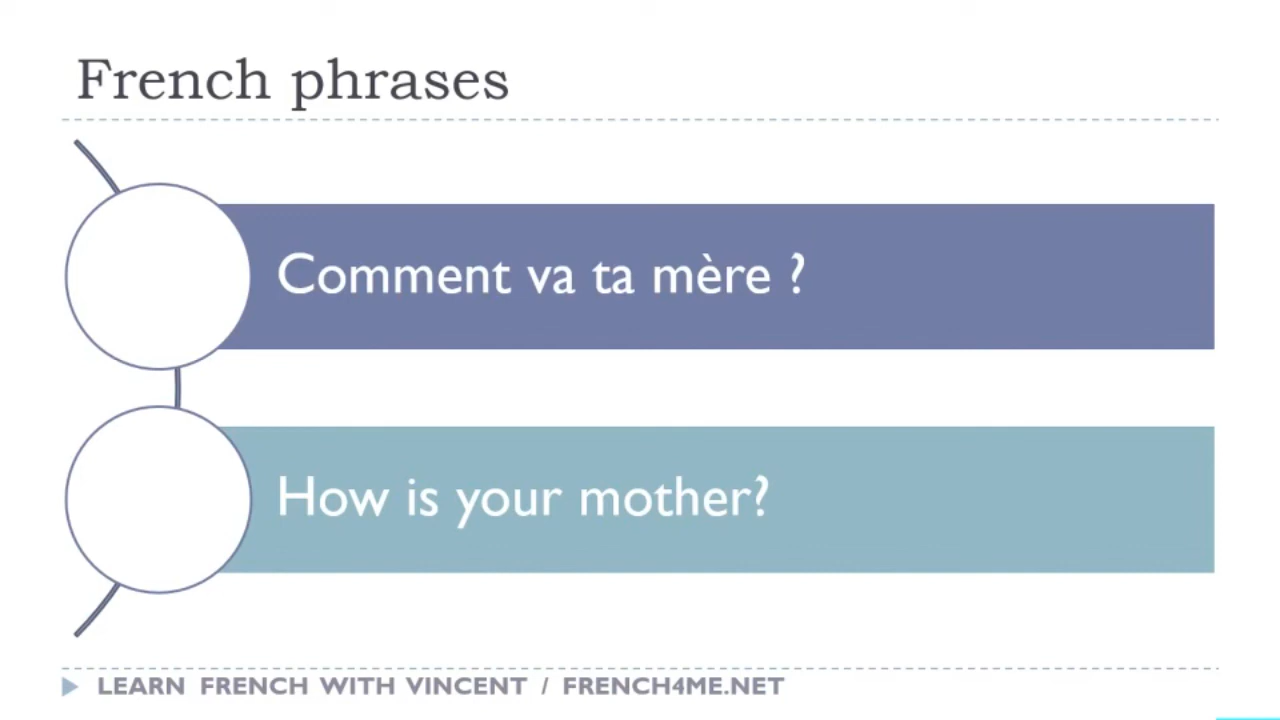 French phrases
Comment va ta mère ?
How is your mother?
LEARN FRENCH WITH VINCENT / FRENCH4ME.NET